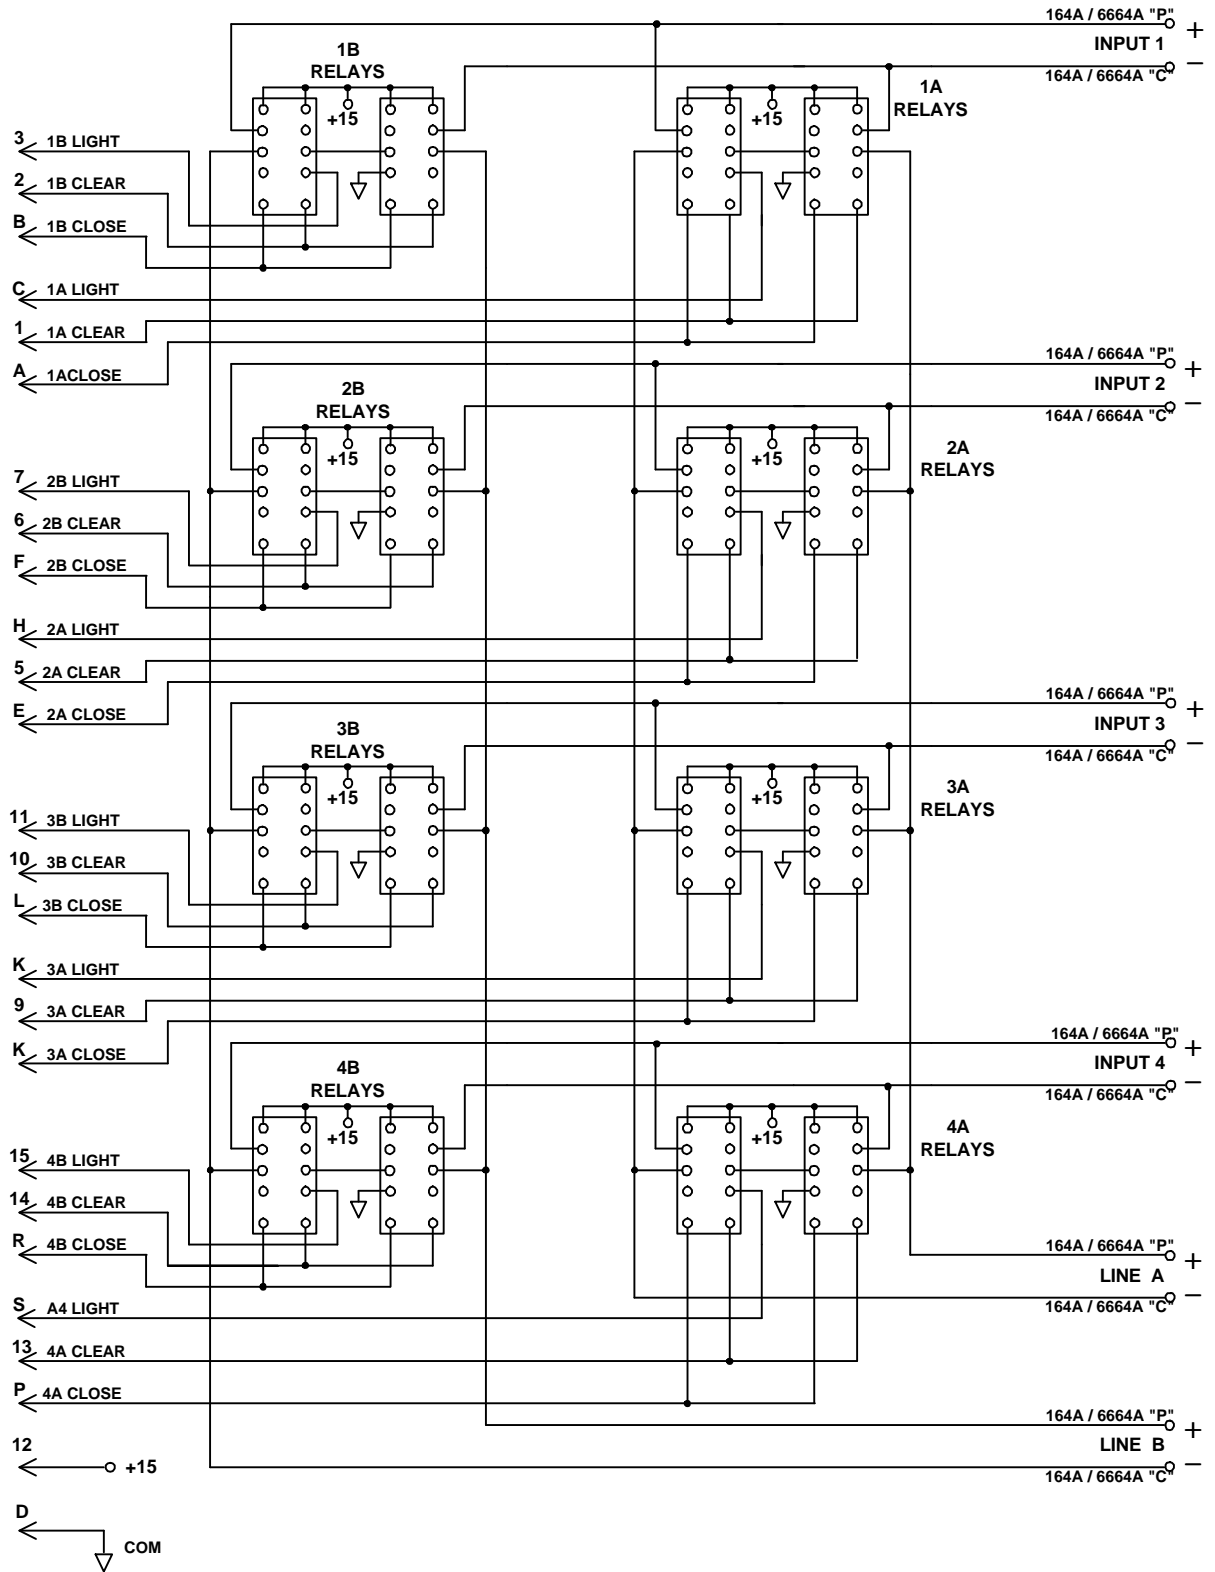 164A / 6664A "P"
+
INPUT 1
–
164A / 6664A "C"
1B
RELAYS
+15
1A
RELAYS
+15
3
1B LIGHT
2
1B CLEAR
B
1B CLOSE
C
1A LIGHT
1
1A CLEAR
A
1ACLOSE
164A / 6664A "P"
+
INPUT 2
–
164A / 6664A "C"
2B
RELAYS
+15
2A
RELAYS
+15
7
2B LIGHT
6
2B CLEAR
F
2B CLOSE
H
2A LIGHT
5
2A CLEAR
E
2A CLOSE
164A / 6664A "P"
+
INPUT 3
–
164A / 6664A "C"
3B
RELAYS
+15
3A
RELAYS
+15
11
3B LIGHT
10
3B CLEAR
L
3B CLOSE
K
3A LIGHT
9
3A CLEAR
K
3A CLOSE
164A / 6664A "P"
+
INPUT 4
–
164A / 6664A "C"
4B
RELAYS
+15
4A
RELAYS
+15
15
4B LIGHT
14
4B CLEAR
R
4B CLOSE
164A / 6664A "P"
+
LINE A
–
164A / 6664A "C"
S
A4 LIGHT
13
4A CLEAR
P
4A CLOSE
164A / 6664A "P"
+
LINE B
–
164A / 6664A "C"
12
+15
D
COM